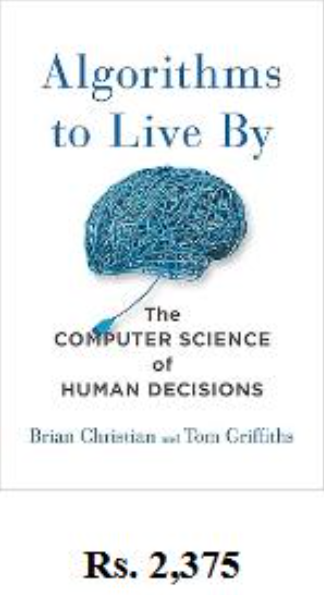 Algorithms
to Live By
The
COMPUTER SCIENCE
of
HUMAN DECISIONS
Brian Christian and Tom Griffiths
Rs. 2,375